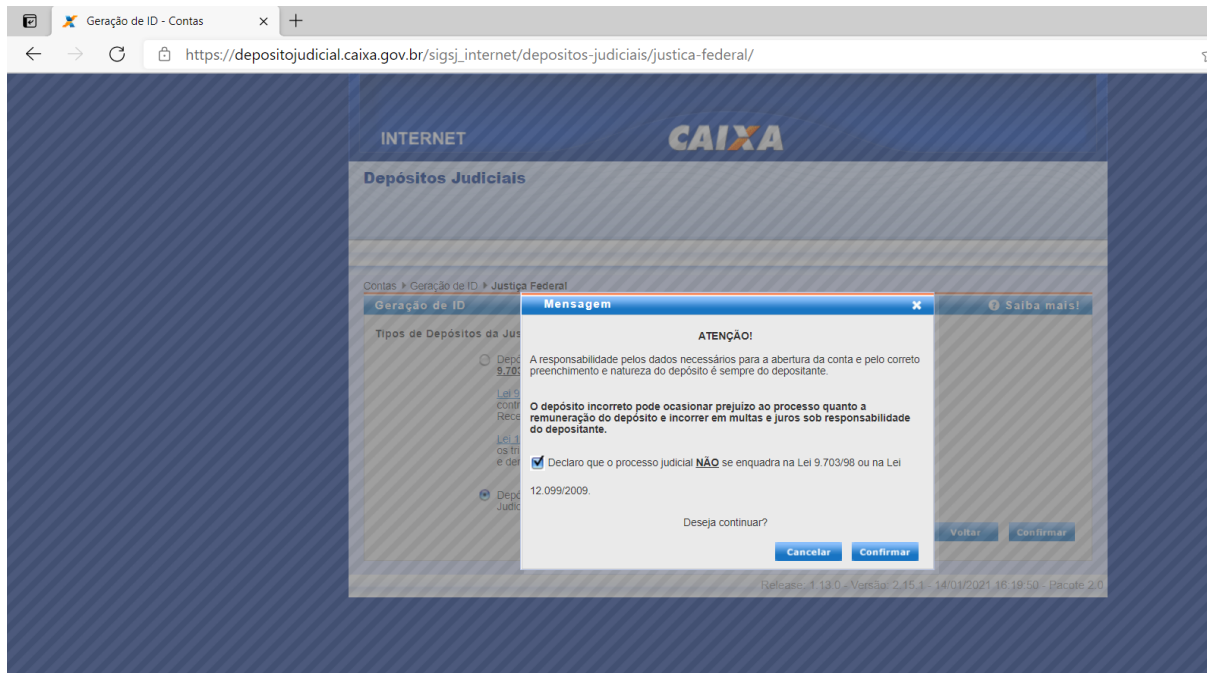 Geração de ID - Contas
https://depositojudicial.caixa.gov.br/sigsj_internet/depositos-judiciais/justica-federal/
INTERNET
CAIXA
Depósitos Judiciais
Contas Geração de ID Justiça Federal
Geração de ID
Mensagem
Saiba mais!
Tipos de Depósitos da
ATENÇÃO!
A responsabilidade pelos dados necessários para a abertura da conta e pelo correto
9.703
preenchimento e natureza do depósito é sempre do depositante.
O depósito incorreto pode ocasionar prejuízo ao processo quanto a
remuneração do depósito e incorrer em multas e juros sob responsabilidade
do depositante.
Declaro que o processo judicial NÃO se enquadra na Lei 9.703/98 ou na Lei
12.099/2009.
Deseja continuar?
Voltar
Confirmar
Cancelar
Confirmar
Release: 1.13.0 - Versão: 2.15.1 - 14/01/2021 16:19:50 - Pacote 2.0